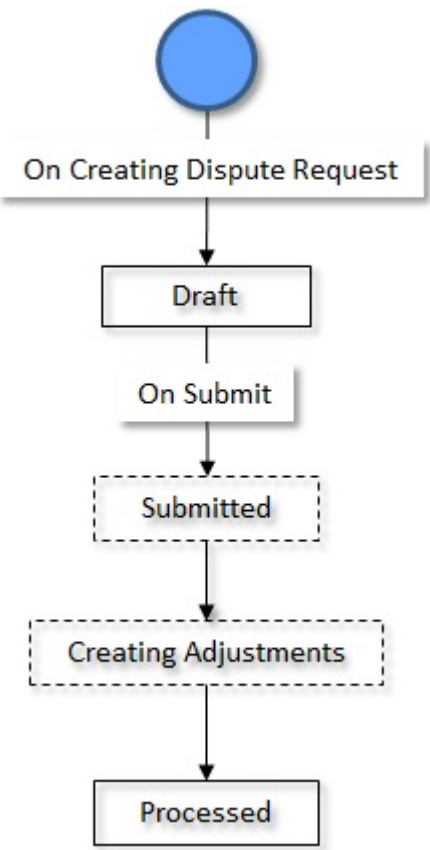 On Creating Dispute Request
Draft
On Submit
Submitted
Creating Adjustments
Processed